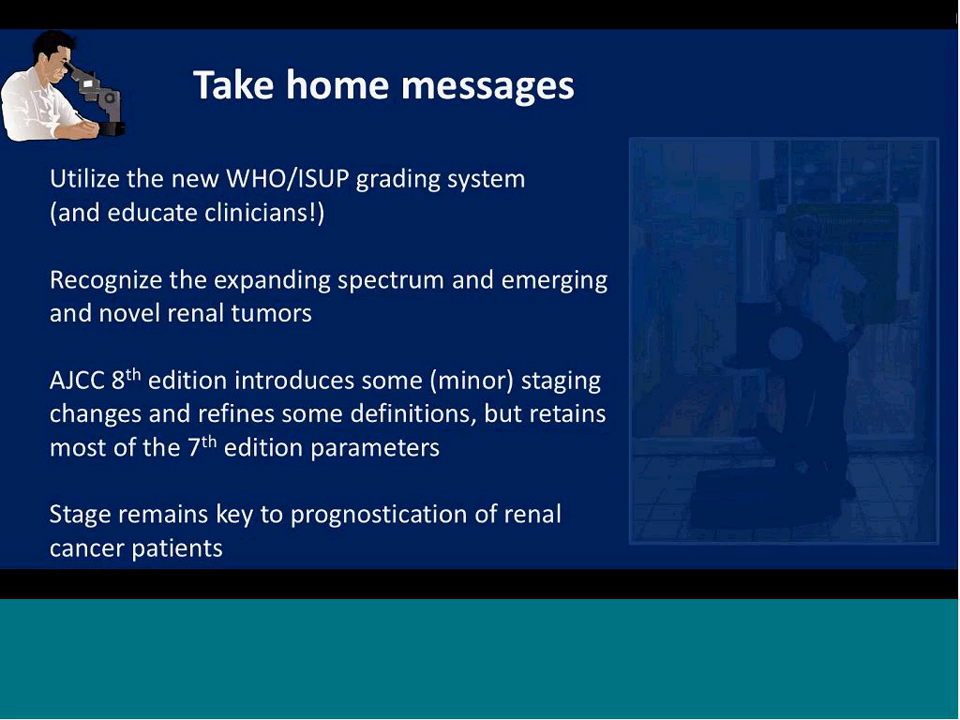 Take home messages
Utilize the new WHO/ISUP grading system
(and educate clinicians!)
Recognize the expanding spectrum and emerging
and novel renal tumors
AJCC 8th edition introduces some (minor) staging
changes and refines some definitions, but retains
most of the 7th edition parameters
Stage remains key to prognostication of renal
cancer patients